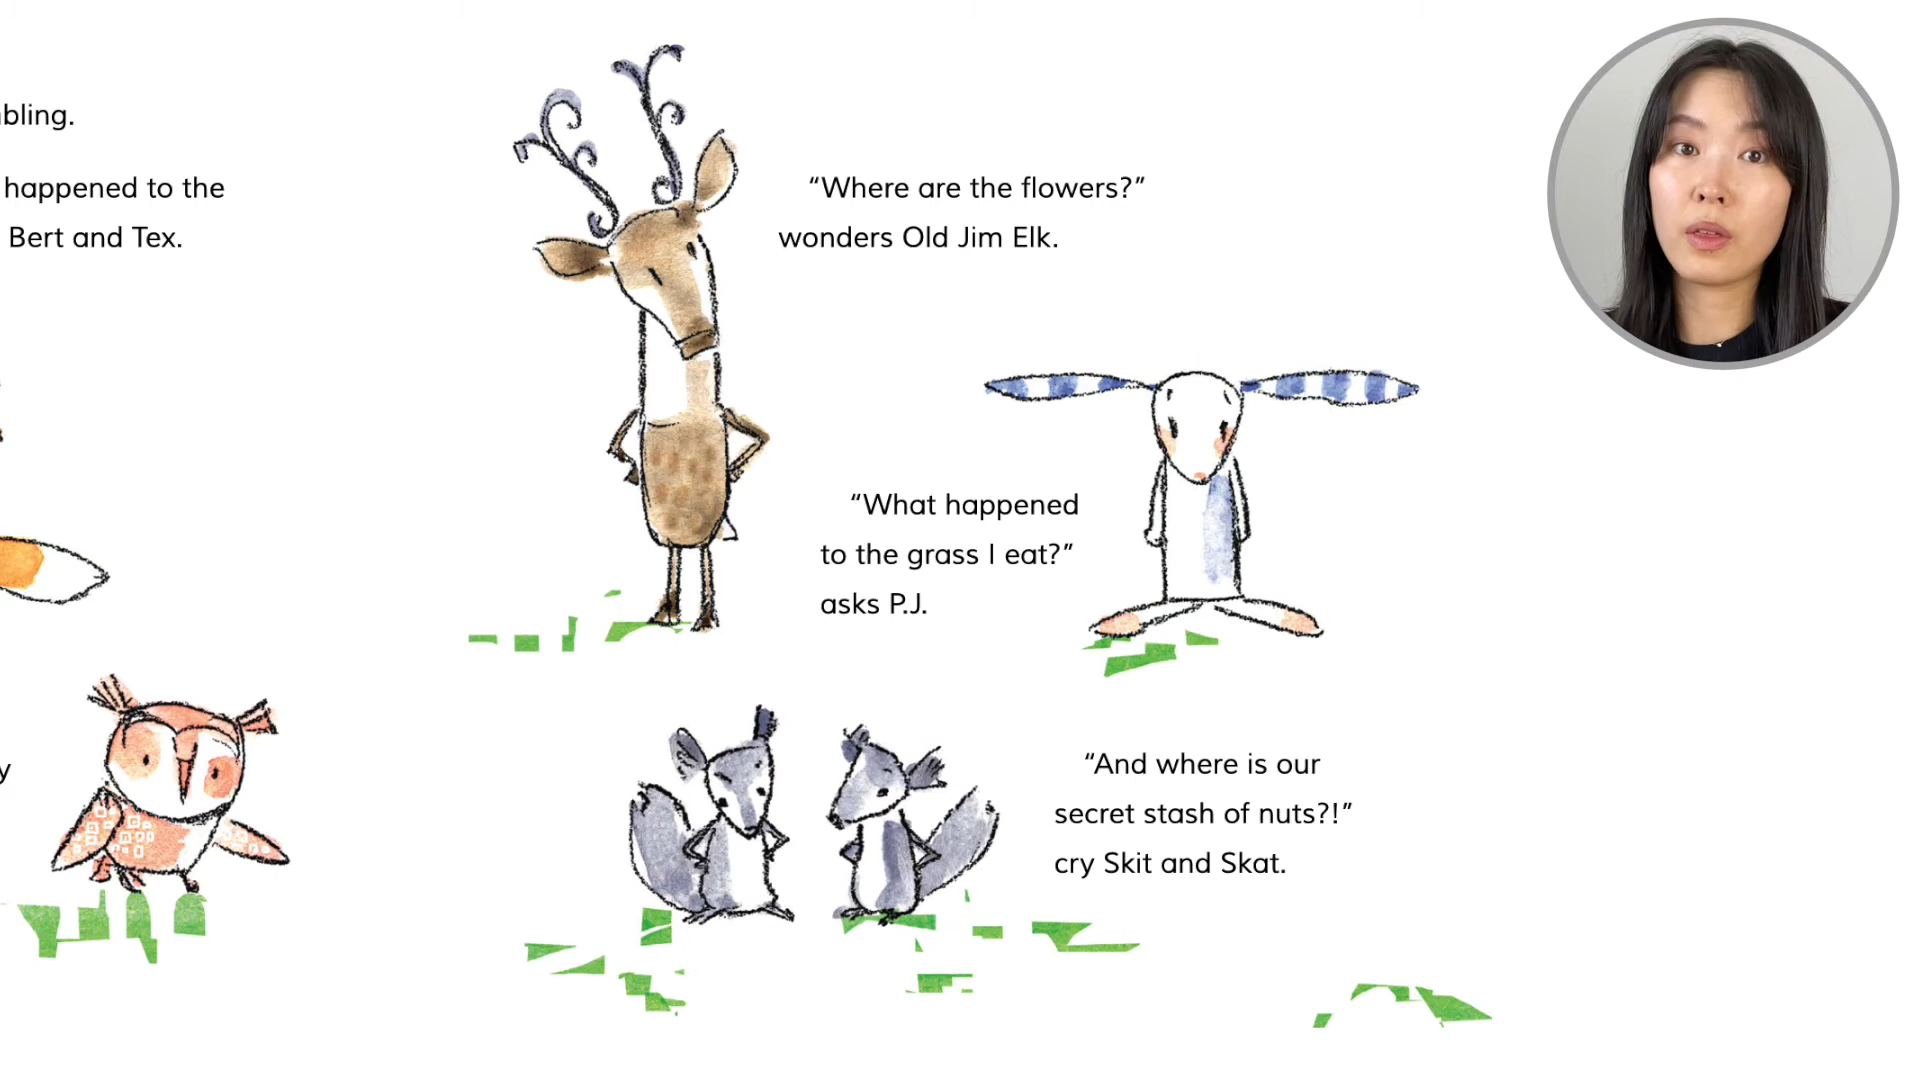 bling.
happened to the
Bert and Tex.
y
“Where are the flowers?”
wonders Old Jim Elk.
“What happened
to the grass I eat?”
asks P.J.
“And where is our
secret stash of nuts?!”
cry Skit and Skat.